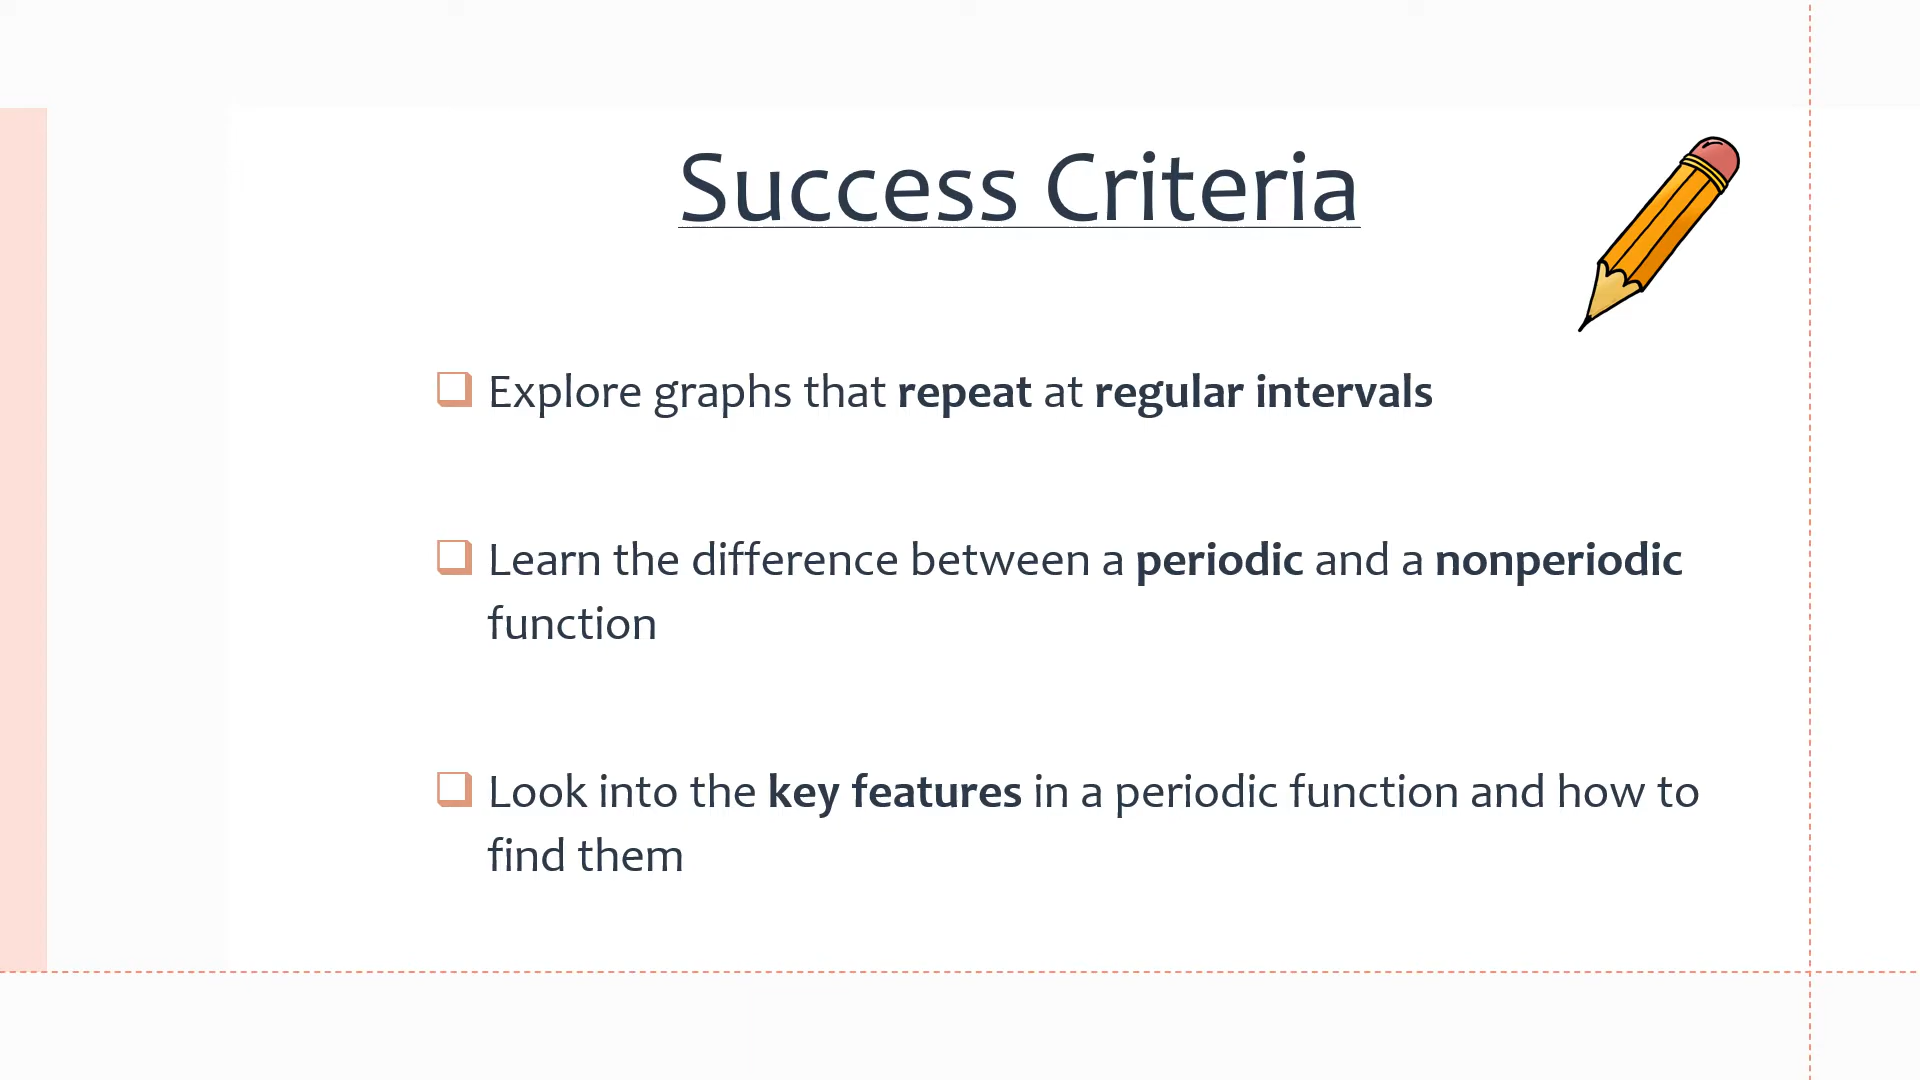 Success Criteria
Explore graphs that repeat at regular intervals
Learn the difference between a periodic and a nonperiodic
function
Look into the key features in a periodic function and how to
find them